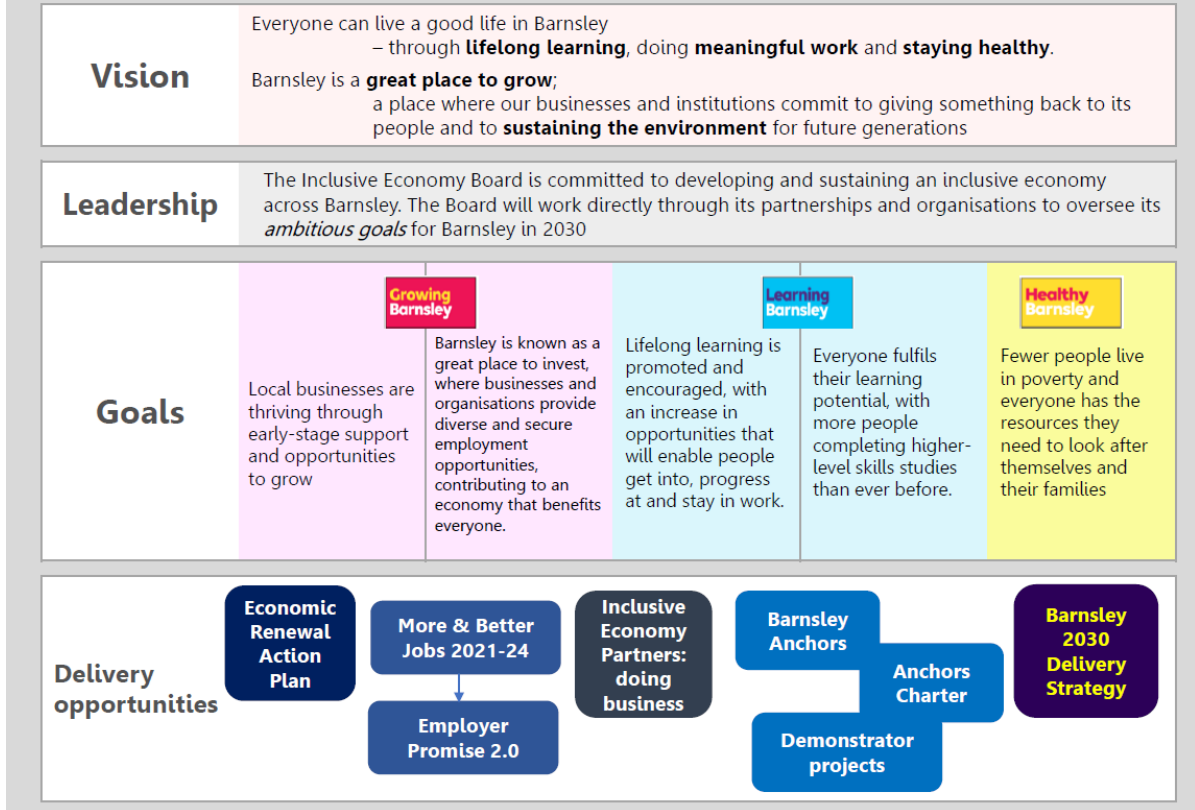 Vision
Everyone can live a good life in Barnsley
– through lifelong learning, doing meaningful work and staying healthy.
Barnsley is a great place to grow;
a place where our businesses and institutions commit to giving something back to its
people and to sustaining the environment for future generations
Leadership
The Inclusive Economy Board is committed to developing and sustaining an inclusive economy
across Barnsley. The Board will work directly through its partnerships and organisations to oversee its
ambitious goals for Barnsley in 2030
Goals
Growing
Barnsley
Local businesses are
thriving through
early-stage support
and opportunities
to grow
Barnsley is known as a
great place to invest,
where businesses and
organisations provide
diverse and secure
employment
opportunities,
contributing to an
economy that benefits
everyone.
Learning
Barnsley
Lifelong learning is
promoted and
encouraged, with
an increase in
opportunities that
will enable people
get into, progress
at and stay in work.
Everyone fulfils
their learning
potential, with
more people
completing higher-
level skills studies
than ever before.
Healthy
Barnsley
Fewer people live
in poverty and
everyone has the
resources they
need to look after
themselves and
their families
Delivery
opportunities
Economic
Renewal
Action
Plan
More & Better
Jobs 2021-24
Employer
Promise 2.0
Inclusive
Economy
Partners:
doing
business
Barnsley
Anchors
Anchors
Charter
Demonstrator
projects
Barnsley
2030
Delivery
Strategy